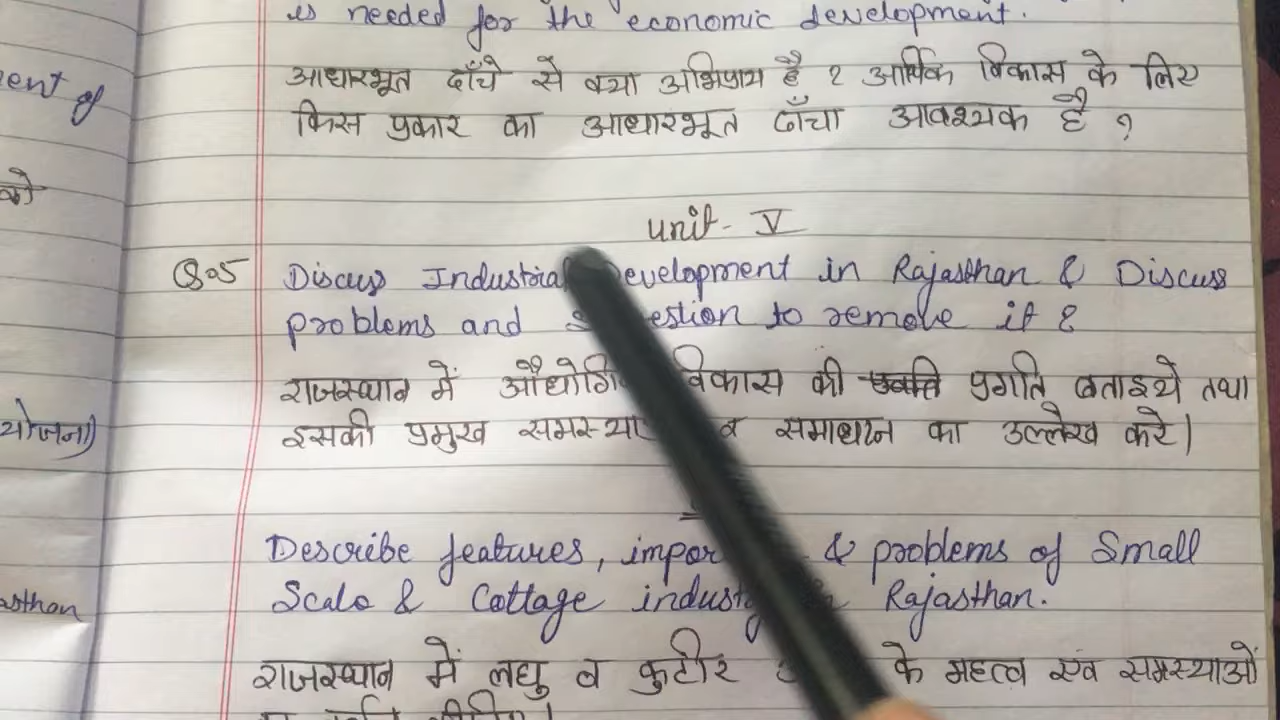 is needed for the economic development.
ent of
आधारभूत ढाँचे से क्या अभिप्राय है ? आर्थिक विकास के लिए
किस प्रकार का आधारभूत ढाँचा आवश्यक है ?
को
Unit - V
Q.5 Discuss Industrial Development in Rajasthan & Discuss
problems and to remove it ?
राजस्थान में विकास की प्रगति बताइये तथा
योजना)
इसकी प्रमुख व समाधान का उल्लेख करे।
Describe features, & problems of Small
Scale & Cottage Rajasthan.
asthan
राजस्थान में लघु व कुटीर के महत्व एवं समस्याओं